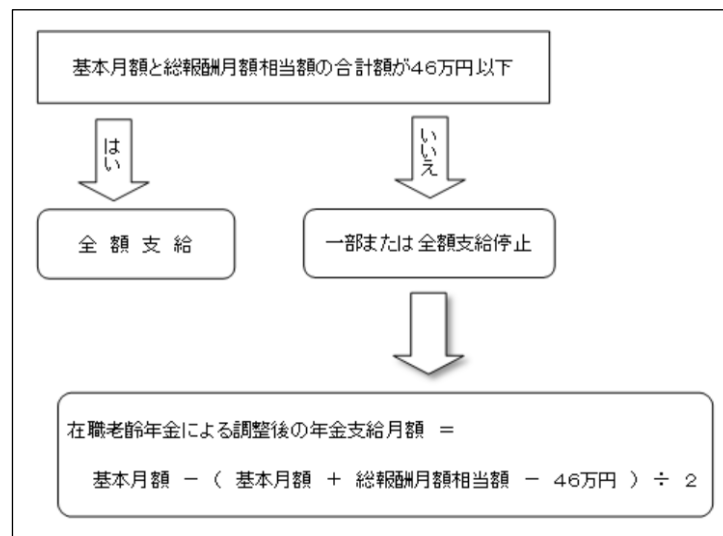 基本月額と総報酬月額相当額の合計額が46万円以下
はい
いいえ
全 額 支 給
一部または全額支給停止
在職老齢年金による調整後の年金支給月額 ＝
基本月額 － （ 基本月額 ＋ 総報酬月額相当額 － 46万円 ） ÷ 2